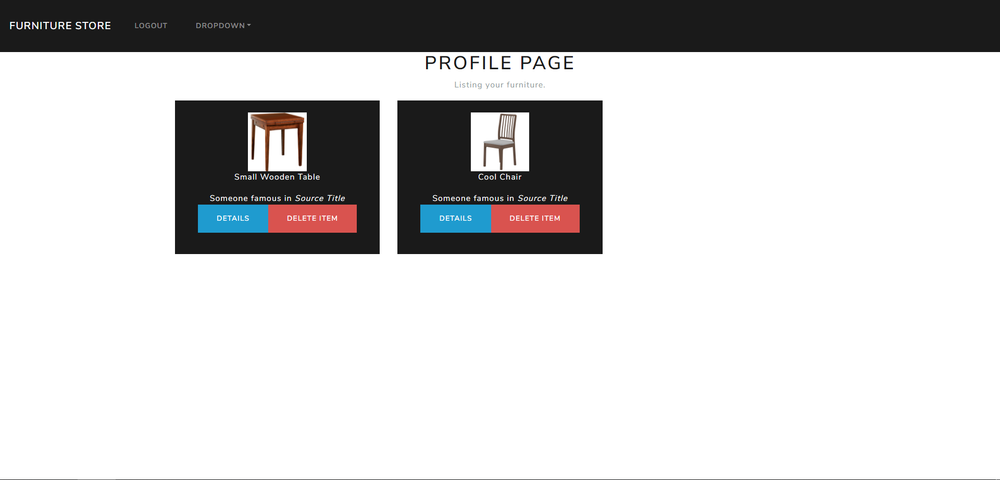 FURNITURE STORE LOGOUT DROPDOWN
PROFILE PAGE
Listing your furniture.
Small Wooden Table
Someone famous in Source Title
DETAILS DELETE ITEM
Cool Chair
Someone famous in Source Title
DETAILS DELETE ITEM